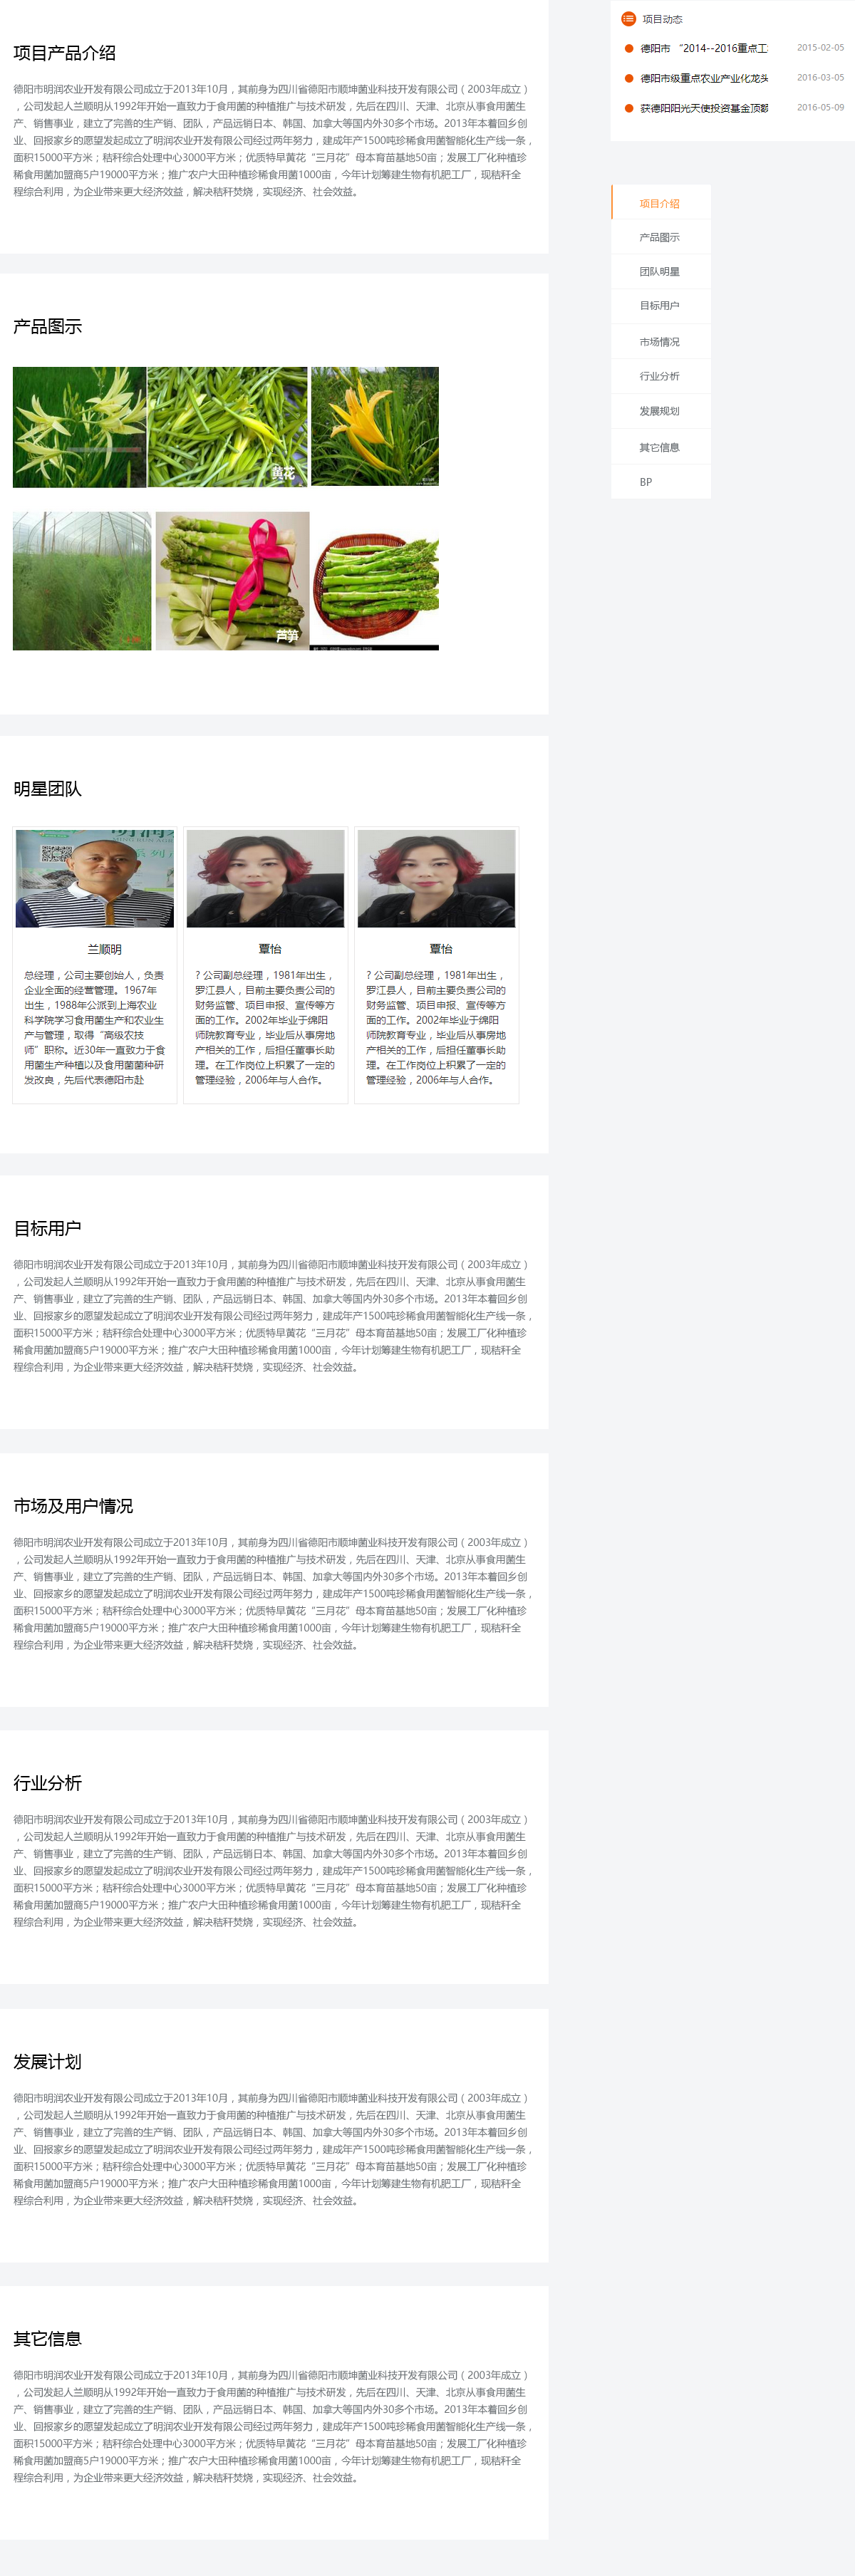 项目产品介绍
德阳市明润农业开发有限公司成立于2013年10月，其前身为四川省德阳市顺坤菌业科技开发有限公司（2003年成立）
，公司发起人兰顺明从1992年开始一直致力于食用菌的种植推广与技术研发，先后在四川、天津、北京从事食用菌生
产、销售事业，建立了完善的生产销、团队，产品远销日本、韩国、加拿大等国内外30多个市场。2013年本着回乡创
业、回报家乡的愿望发起成立了明润农业开发有限公司经过两年努力，建成年产1500吨珍稀食用菌智能化生产线一条，
面积15000平方米；秸秆综合处理中心3000平方米；优质特早黄花“三月花”母本育苗基地50亩；发展工厂化种植珍
稀食用菌加盟商5户19000平方米；推广农户大田种植珍稀食用菌1000亩，今年计划筹建生物有机肥工厂，现秸秆全
程综合利用，为企业带来更大经济效益，解决秸秆焚烧，实现经济、社会效益。
产品图示
黄花
芦笋
明星团队
兰顺明
总经理，公司主要创始人，负责
企业全面的经营管理。1967年
出生，1988年公派到上海农业
科学院学习食用菌生产和农业生
产与管理，取得“高级农技
师”职称。近30年一直致力于食
用菌生产种植以及食用菌菌种研
发改良，先后代表德阳市赴
覃怡
? 公司副总经理，1981年出生，
罗江县人，目前主要负责公司的
财务监管、项目申报、宣传等方
面的工作。2002年毕业于绵阳
师院教育专业，毕业后从事房地
产相关的工作，后担任董事长助
理。在工作岗位上积累了一定的
管理经验，2006年与人合作。
覃怡
? 公司副总经理，1981年出生，
罗江县人，目前主要负责公司的
财务监管、项目申报、宣传等方
面的工作。2002年毕业于绵阳
师院教育专业，毕业后从事房地
产相关的工作，后担任董事长助
理。在工作岗位上积累了一定的
管理经验，2006年与人合作。
目标用户
德阳市明润农业开发有限公司成立于2013年10月，其前身为四川省德阳市顺坤菌业科技开发有限公司（2003年成立）
，公司发起人兰顺明从1992年开始一直致力于食用菌的种植推广与技术研发，先后在四川、天津、北京从事食用菌生
产、销售事业，建立了完善的生产销、团队，产品远销日本、韩国、加拿大等国内外30多个市场。2013年本着回乡创
业、回报家乡的愿望发起成立了明润农业开发有限公司经过两年努力，建成年产1500吨珍稀食用菌智能化生产线一条，
面积15000平方米；秸秆综合处理中心3000平方米；优质特早黄花“三月花”母本育苗基地50亩；发展工厂化种植珍
稀食用菌加盟商5户19000平方米；推广农户大田种植珍稀食用菌1000亩，今年计划筹建生物有机肥工厂，现秸秆全
程综合利用，为企业带来更大经济效益，解决秸秆焚烧，实现经济、社会效益。
市场及用户情况
德阳市明润农业开发有限公司成立于2013年10月，其前身为四川省德阳市顺坤菌业科技开发有限公司（2003年成立）
，公司发起人兰顺明从1992年开始一直致力于食用菌的种植推广与技术研发，先后在四川、天津、北京从事食用菌生
产、销售事业，建立了完善的生产销、团队，产品远销日本、韩国、加拿大等国内外30多个市场。2013年本着回乡创
业、回报家乡的愿望发起成立了明润农业开发有限公司经过两年努力，建成年产1500吨珍稀食用菌智能化生产线一条，
面积15000平方米；秸秆综合处理中心3000平方米；优质特早黄花“三月花”母本育苗基地50亩；发展工厂化种植珍
稀食用菌加盟商5户19000平方米；推广农户大田种植珍稀食用菌1000亩，今年计划筹建生物有机肥工厂，现秸秆全
程综合利用，为企业带来更大经济效益，解决秸秆焚烧，实现经济、社会效益。
行业分析
德阳市明润农业开发有限公司成立于2013年10月，其前身为四川省德阳市顺坤菌业科技开发有限公司（2003年成立）
，公司发起人兰顺明从1992年开始一直致力于食用菌的种植推广与技术研发，先后在四川、天津、北京从事食用菌生
产、销售事业，建立了完善的生产销、团队，产品远销日本、韩国、加拿大等国内外30多个市场。2013年本着回乡创
业、回报家乡的愿望发起成立了明润农业开发有限公司经过两年努力，建成年产1500吨珍稀食用菌智能化生产线一条，
面积15000平方米；秸秆综合处理中心3000平方米；优质特早黄花“三月花”母本育苗基地50亩；发展工厂化种植珍
稀食用菌加盟商5户19000平方米；推广农户大田种植珍稀食用菌1000亩，今年计划筹建生物有机肥工厂，现秸秆全
程综合利用，为企业带来更大经济效益，解决秸秆焚烧，实现经济、社会效益。
发展计划
德阳市明润农业开发有限公司成立于2013年10月，其前身为四川省德阳市顺坤菌业科技开发有限公司（2003年成立）
，公司发起人兰顺明从1992年开始一直致力于食用菌的种植推广与技术研发，先后在四川、天津、北京从事食用菌生
产、销售事业，建立了完善的生产销、团队，产品远销日本、韩国、加拿大等国内外30多个市场。2013年本着回乡创
业、回报家乡的愿望发起成立了明润农业开发有限公司经过两年努力，建成年产1500吨珍稀食用菌智能化生产线一条，
面积15000平方米；秸秆综合处理中心3000平方米；优质特早黄花“三月花”母本育苗基地50亩；发展工厂化种植珍
稀食用菌加盟商5户19000平方米；推广农户大田种植珍稀食用菌1000亩，今年计划筹建生物有机肥工厂，现秸秆全
程综合利用，为企业带来更大经济效益，解决秸秆焚烧，实现经济、社会效益。
其它信息
德阳市明润农业开发有限公司成立于2013年10月，其前身为四川省德阳市顺坤菌业科技开发有限公司（2003年成立）
，公司发起人兰顺明从1992年开始一直致力于食用菌的种植推广与技术研发，先后在四川、天津、北京从事食用菌生
产、销售事业，建立了完善的生产销、团队，产品远销日本、韩国、加拿大等国内外30多个市场。2013年本着回乡创
业、回报家乡的愿望发起成立了明润农业开发有限公司经过两年努力，建成年产1500吨珍稀食用菌智能化生产线一条，
面积15000平方米；秸秆综合处理中心3000平方米；优质特早黄花“三月花”母本育苗基地50亩；发展工厂化种植珍
稀食用菌加盟商5户19000平方米；推广农户大田种植珍稀食用菌1000亩，今年计划筹建生物有机肥工厂，现秸秆全
程综合利用，为企业带来更大经济效益，解决秸秆焚烧，实现经济、社会效益。
项目动态
德阳市 “2014--2016重点工 2015-02-05
德阳市级重点农业产业化龙头 2016-03-05
获德阳阳光天使投资基金顶额 2016-05-09
项目介绍
产品图示
团队明星
目标用户
市场情况
行业分析
发展规划
其它信息
BP